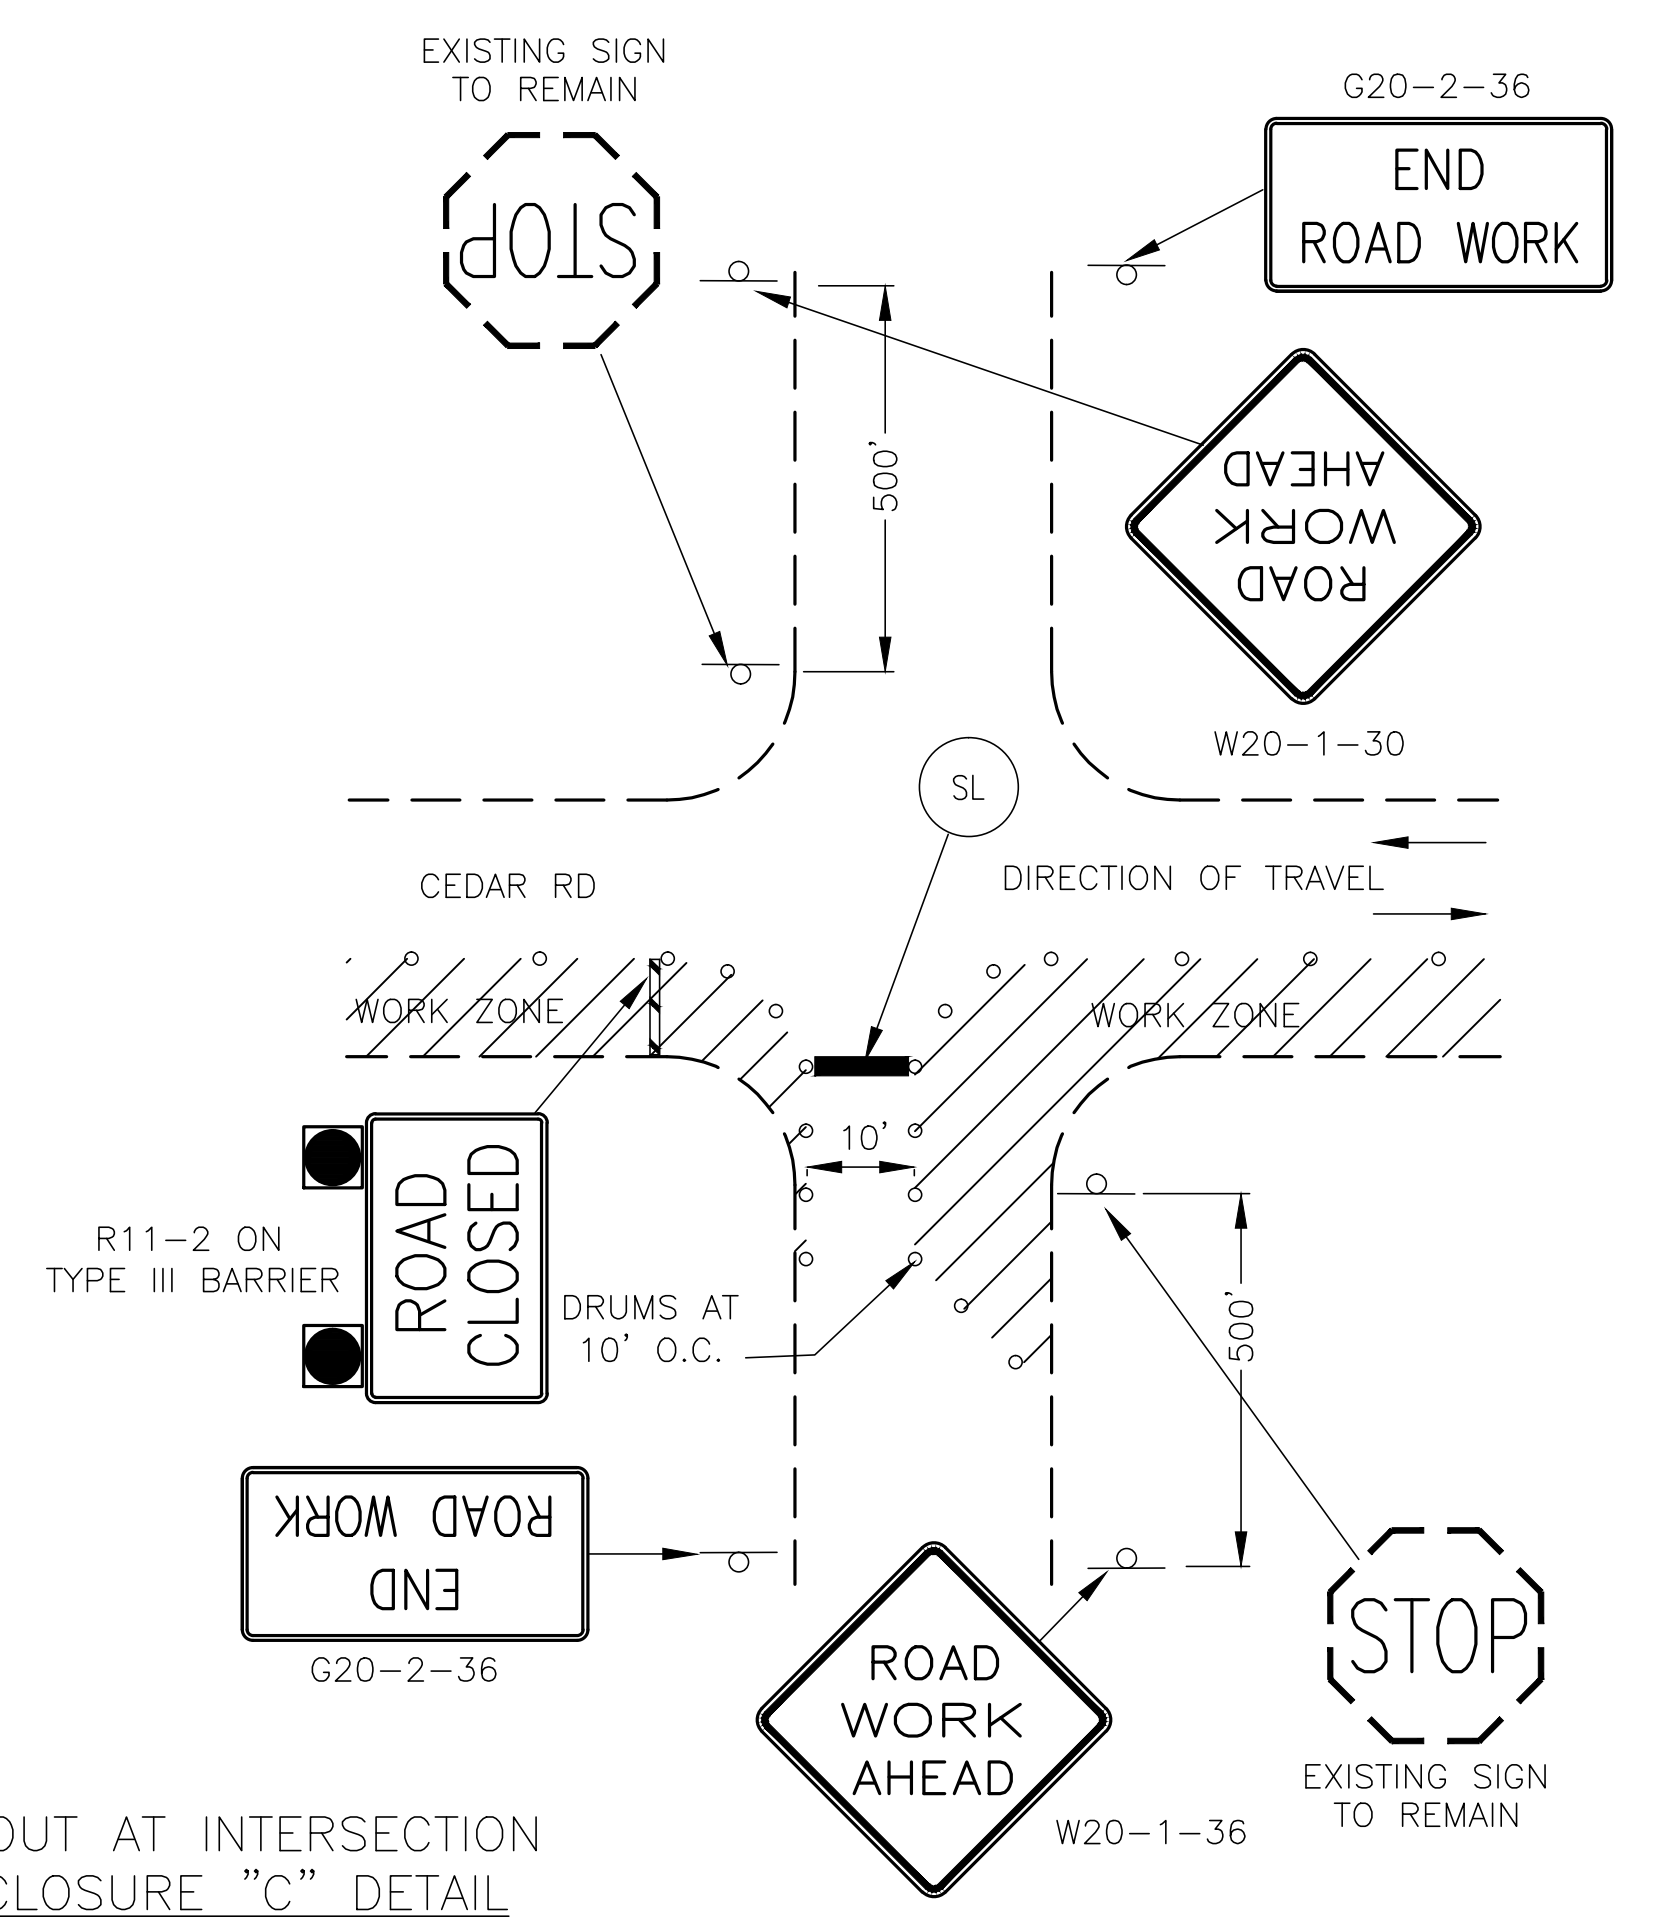 EXISTING SIGN
TO REMAIN
STOP
G20-2-36
END
ROAD WORK
500'
ROAD
WORK
AHEAD
W20-1-30
SL
CEDAR RD
DIRECTION OF TRAVEL
WORK ZONE
WORK ZONE
10'
ROAD
CLOSED
R11-2 ON
TYPE III BARRIER
DRUMS AT
10' O.C.
500'
END
ROAD WORK
G20-2-36
ROAD
WORK
AHEAD
W20-1-36
STOP
EXISTING SIGN
TO REMAIN
OUT AT INTERSECTION
CLOSURE "C" DETAIL